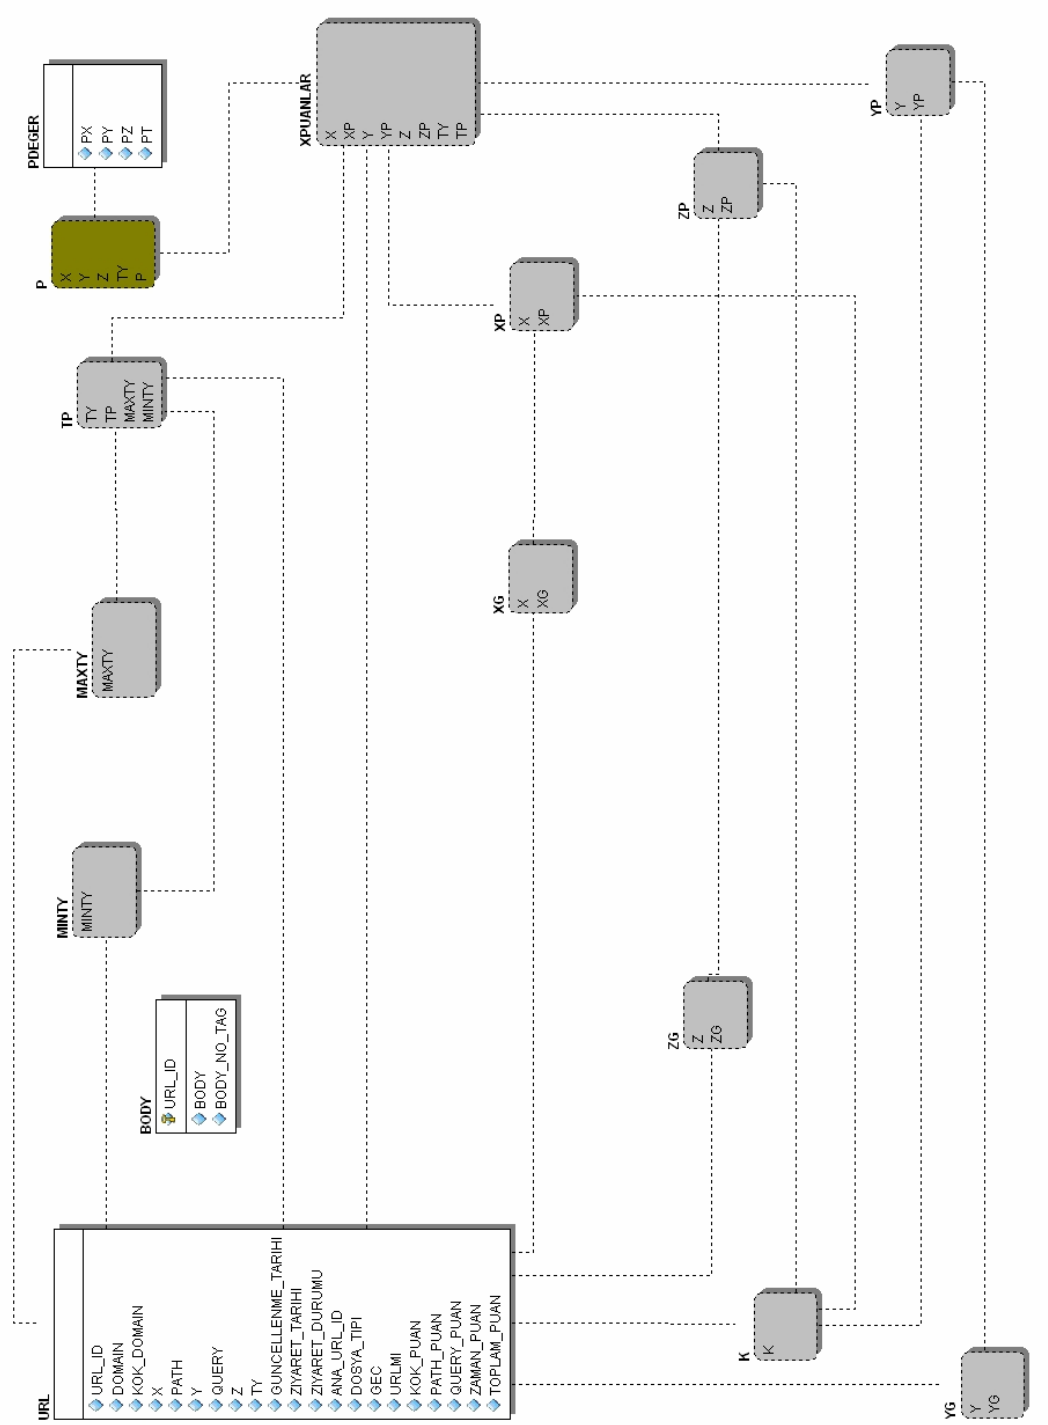 URL
URL_ID
DOMAIN
KOK_DOMAIN
X
PATH
Y
QUERY
Z
TY
GUNCELLENME_TARIHI
ZIYARET_TARIHI
ZIYARET_DURUMU
ANA_URL_ID
DOSYA_TIPI
GEC
URLMI
KOK_PUAN
PATH_PUAN
QUERY_PUAN
ZAMAN_PUAN
TOPLAM_PUAN
BODY
URL_ID
BODY
BODY_NO_TAG
MINTY
MINTY
MAXTY
MAXTY
TP
TY
TP
MAXTY
MINTY
P
X
Y
Z
TY
P
PDEGER
PX
PY
PZ
PT
XPUANLAR
X
XP
Y
YP
Z
ZP
TY
TP
XG
X
XG
XP
X
XP
ZG
Z
ZG
ZP
Z
ZP
K
K
YP
Y
YP
YG
Y
YG